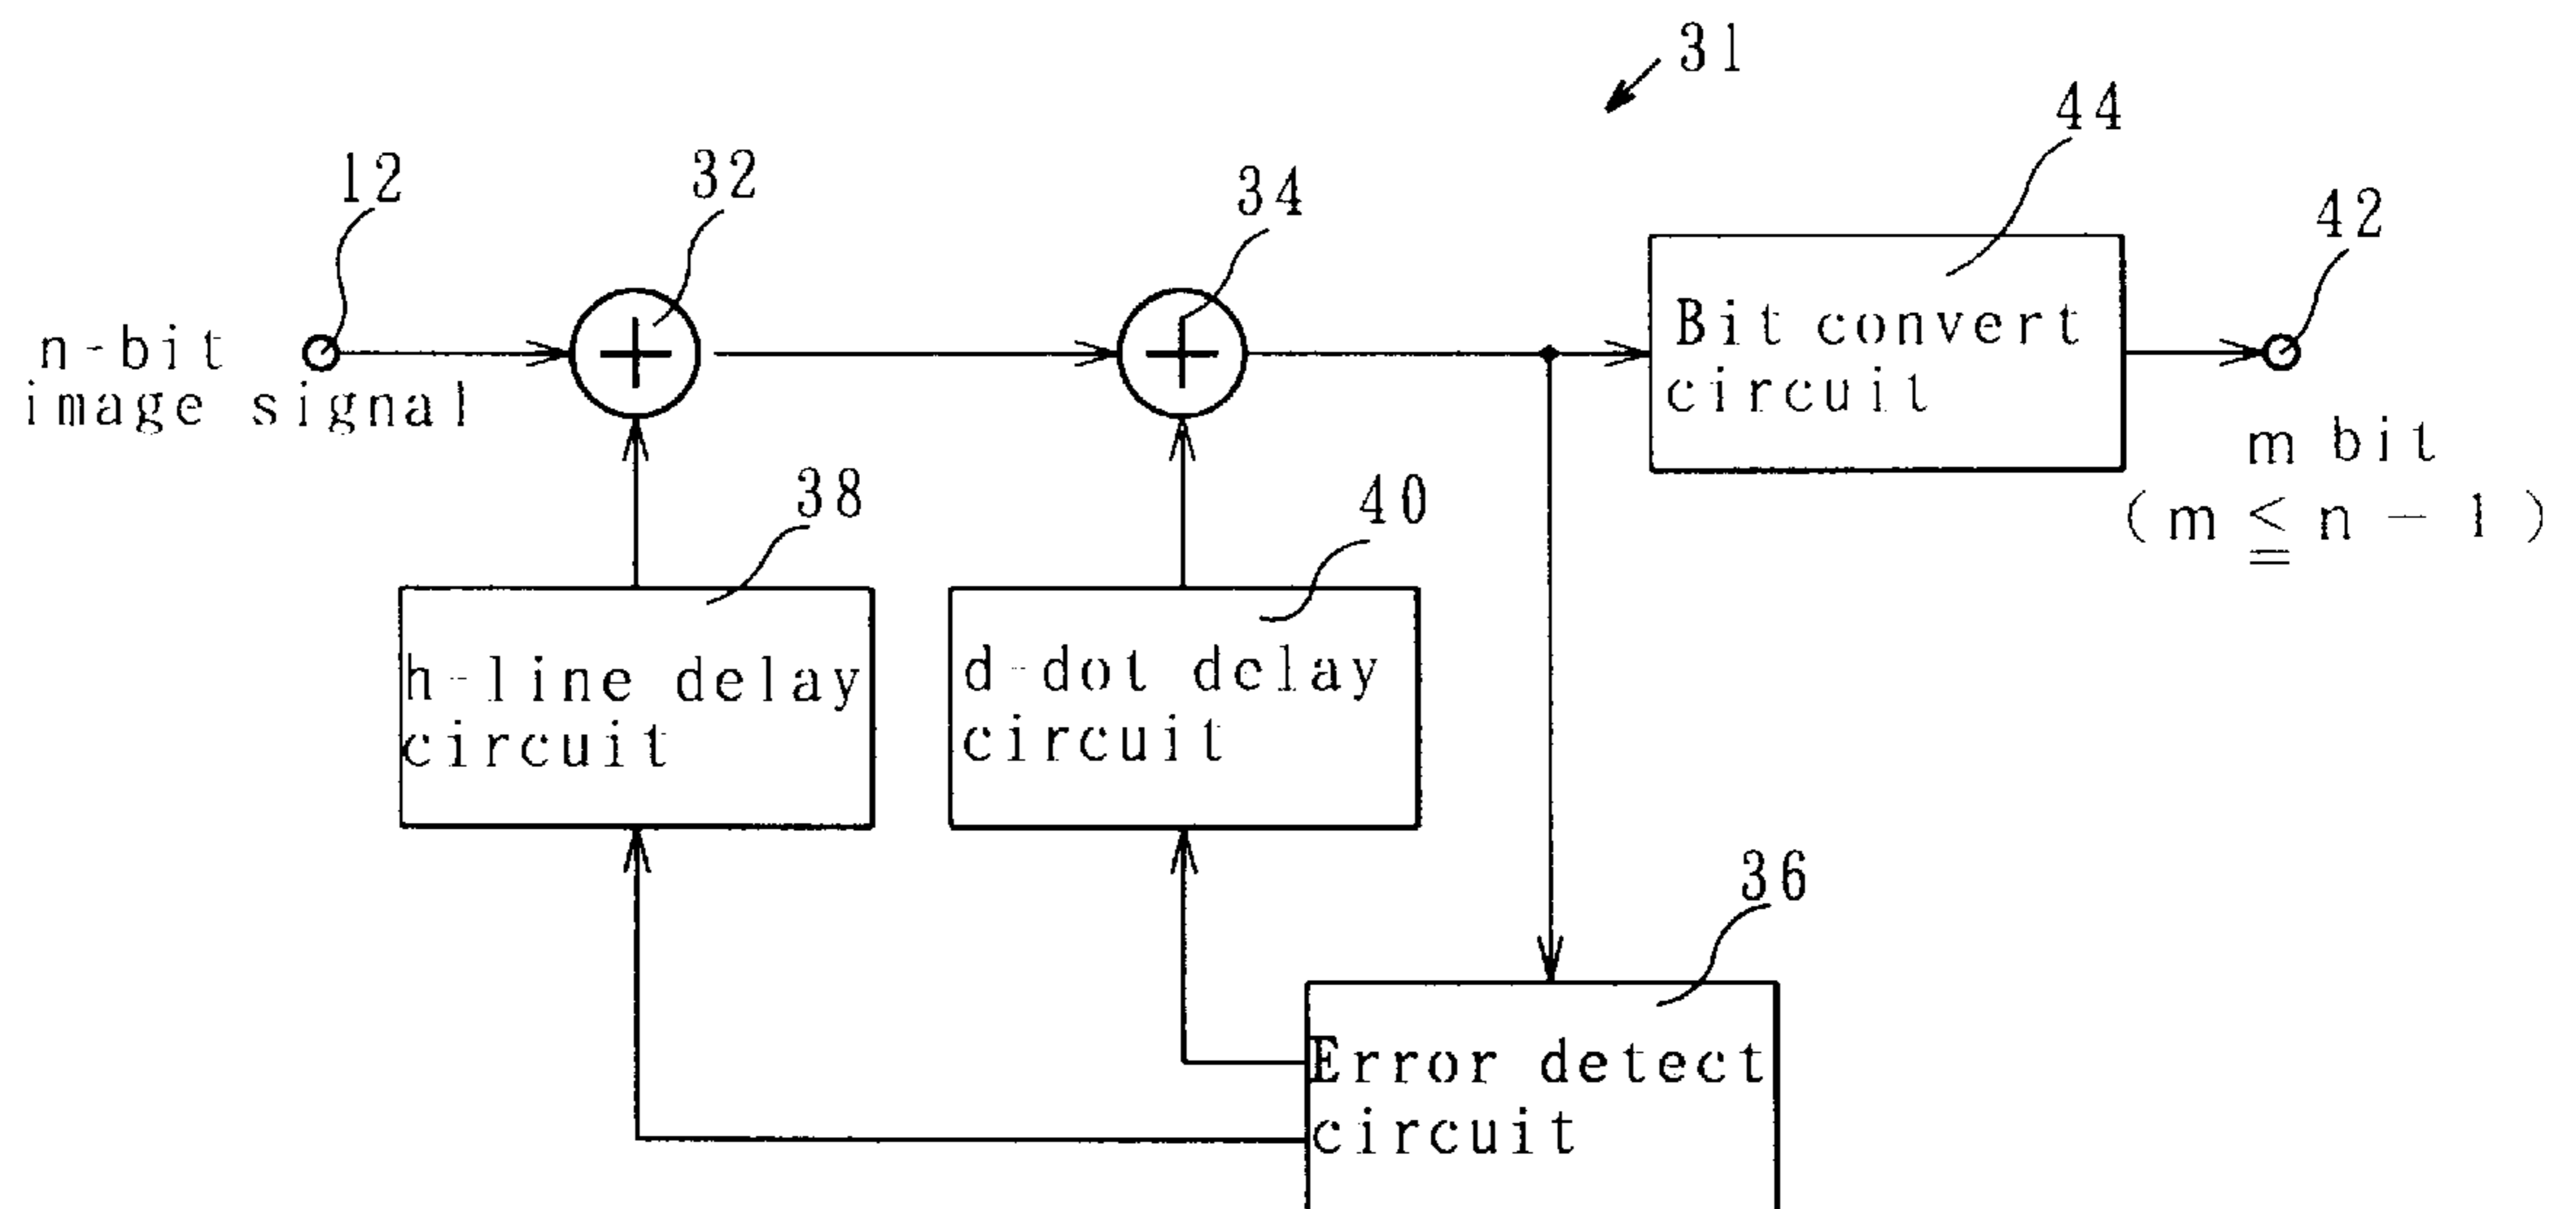 31
44
12
32
34
42
n-bit
image signal
Bit convert
circuit
m bit
(m ≦ n - 1)
38
40
h-line delay
circuit
d-dot delay
circuit
36
Error detect
circuit